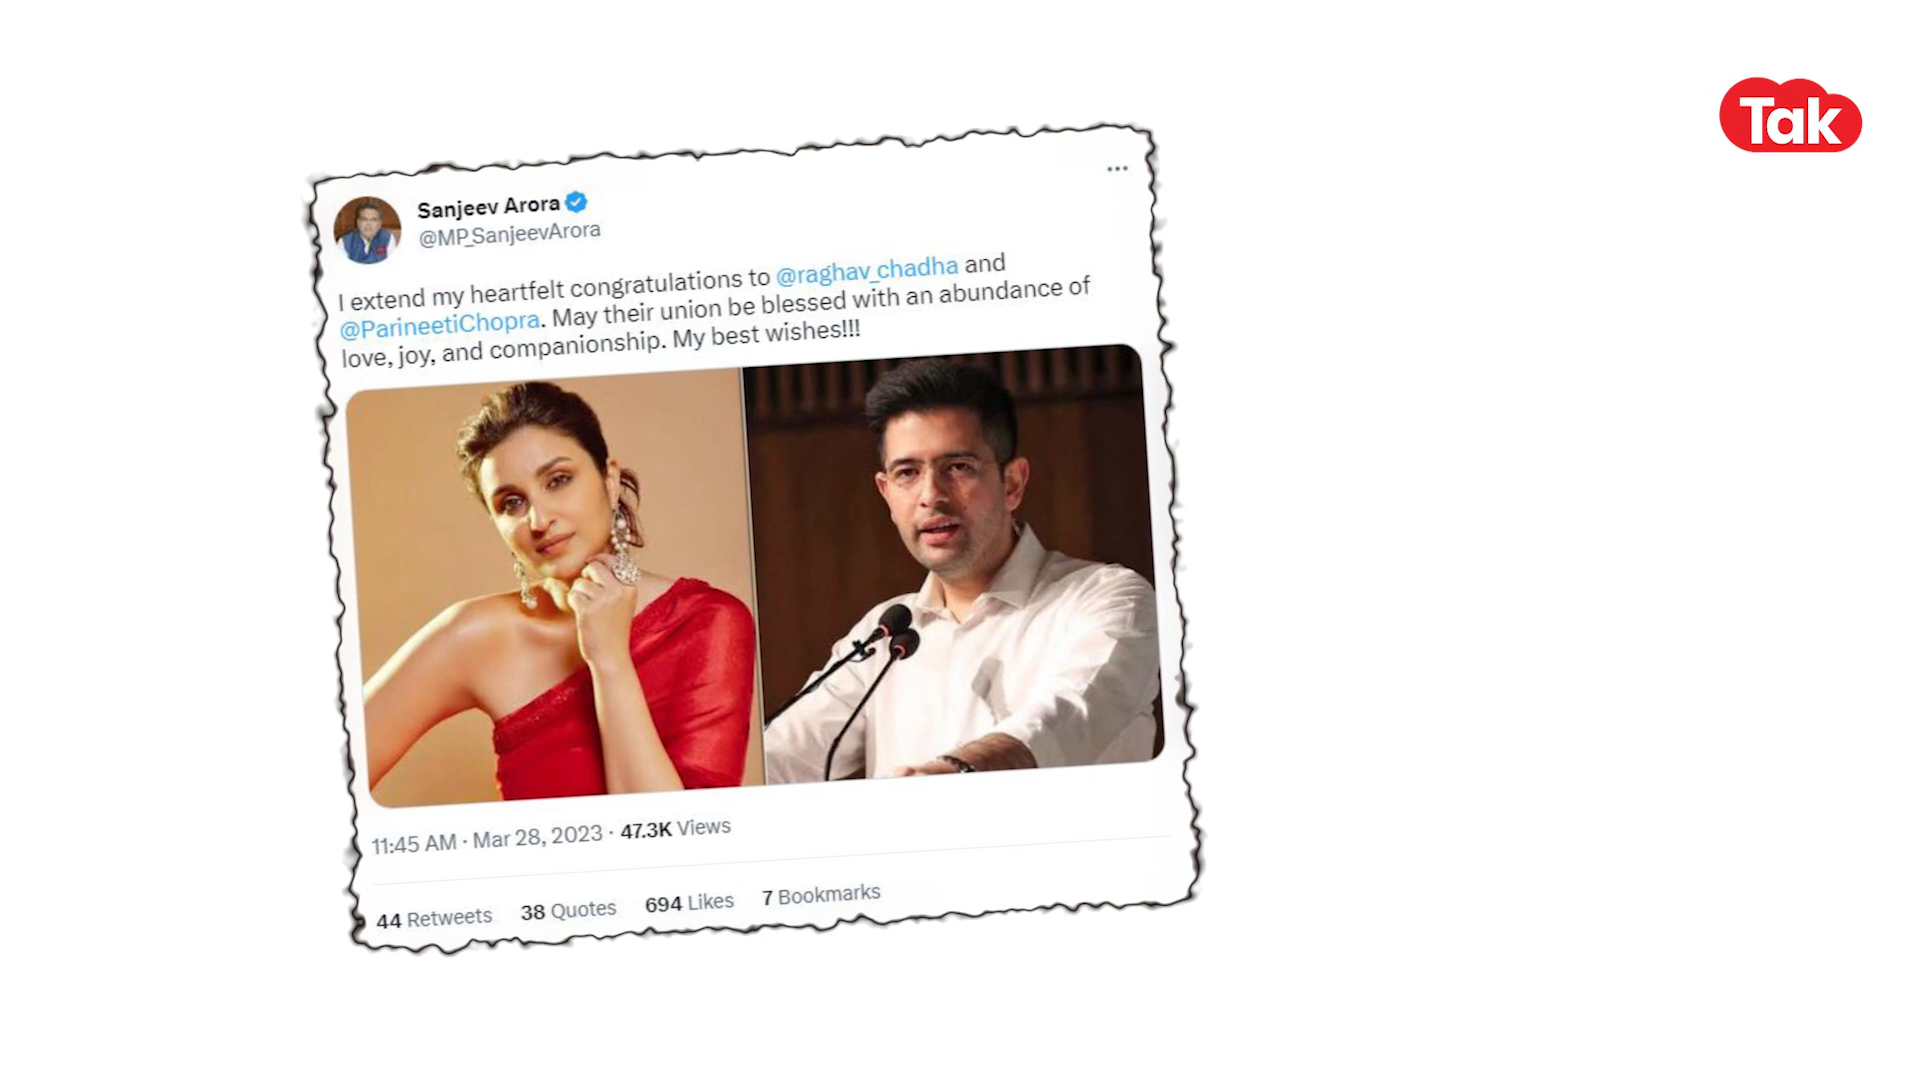 Tak
Sanjeev Arora
@MP_SanjeevArora
I extend my heartfelt congratulations to @raghav_chadha and
@ParineetiChopra. May their union be blessed with an abundance of
love, joy, and companionship. My best wishes!!!
11:45 AM · Mar 28, 2023 · 47.3K Views
44 Retweets 38 Quotes 694 Likes 7 Bookmarks